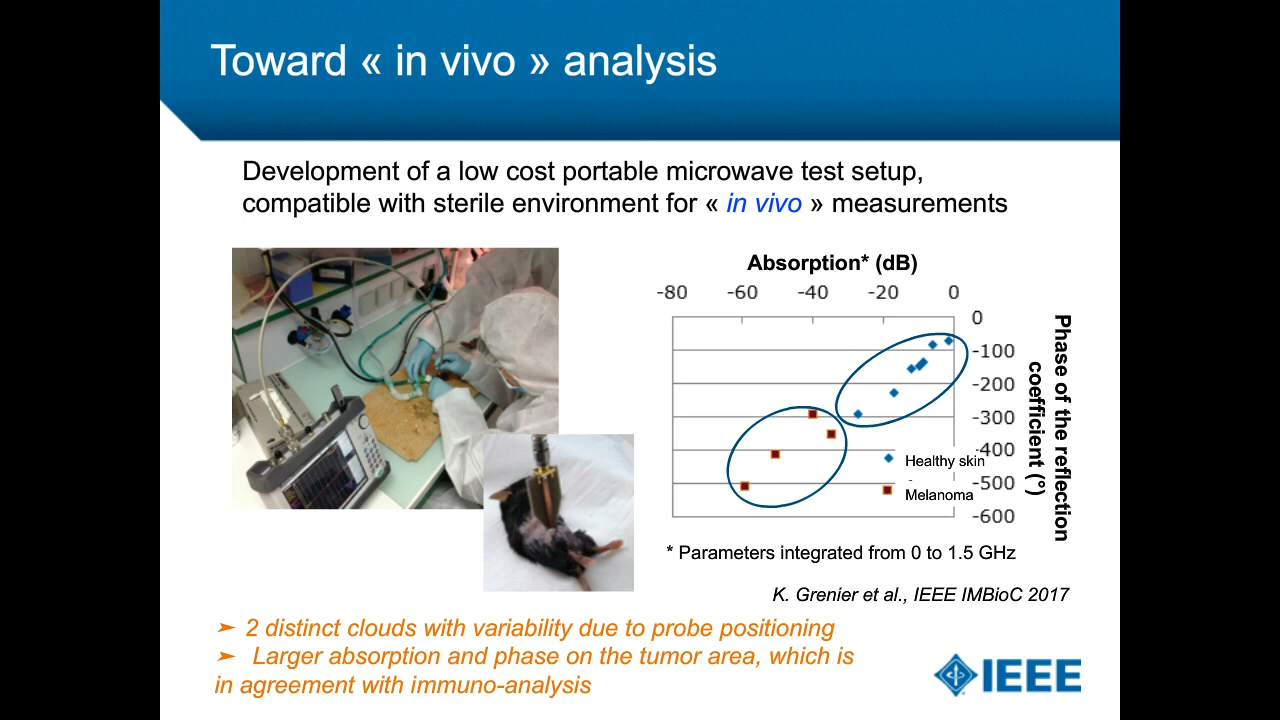 Toward « in vivo » analysis
Development of a low cost portable microwave test setup,
compatible with sterile environment for « in vivo » measurements
Absorption* (dB)
-80 -60 -40 -20 0
0
-100
-200
-300
-400
-500
-600
Phase of the reflection
coefficient (°)
Healthy skin
Melanoma
* Parameters integrated from 0 to 1.5 GHz
K. Grenier et al., IEEE IMBioC 2017
➢ 2 distinct clouds with variability due to probe positioning
➢ Larger absorption and phase on the tumor area, which is
in agreement with immuno-analysis
IEEE